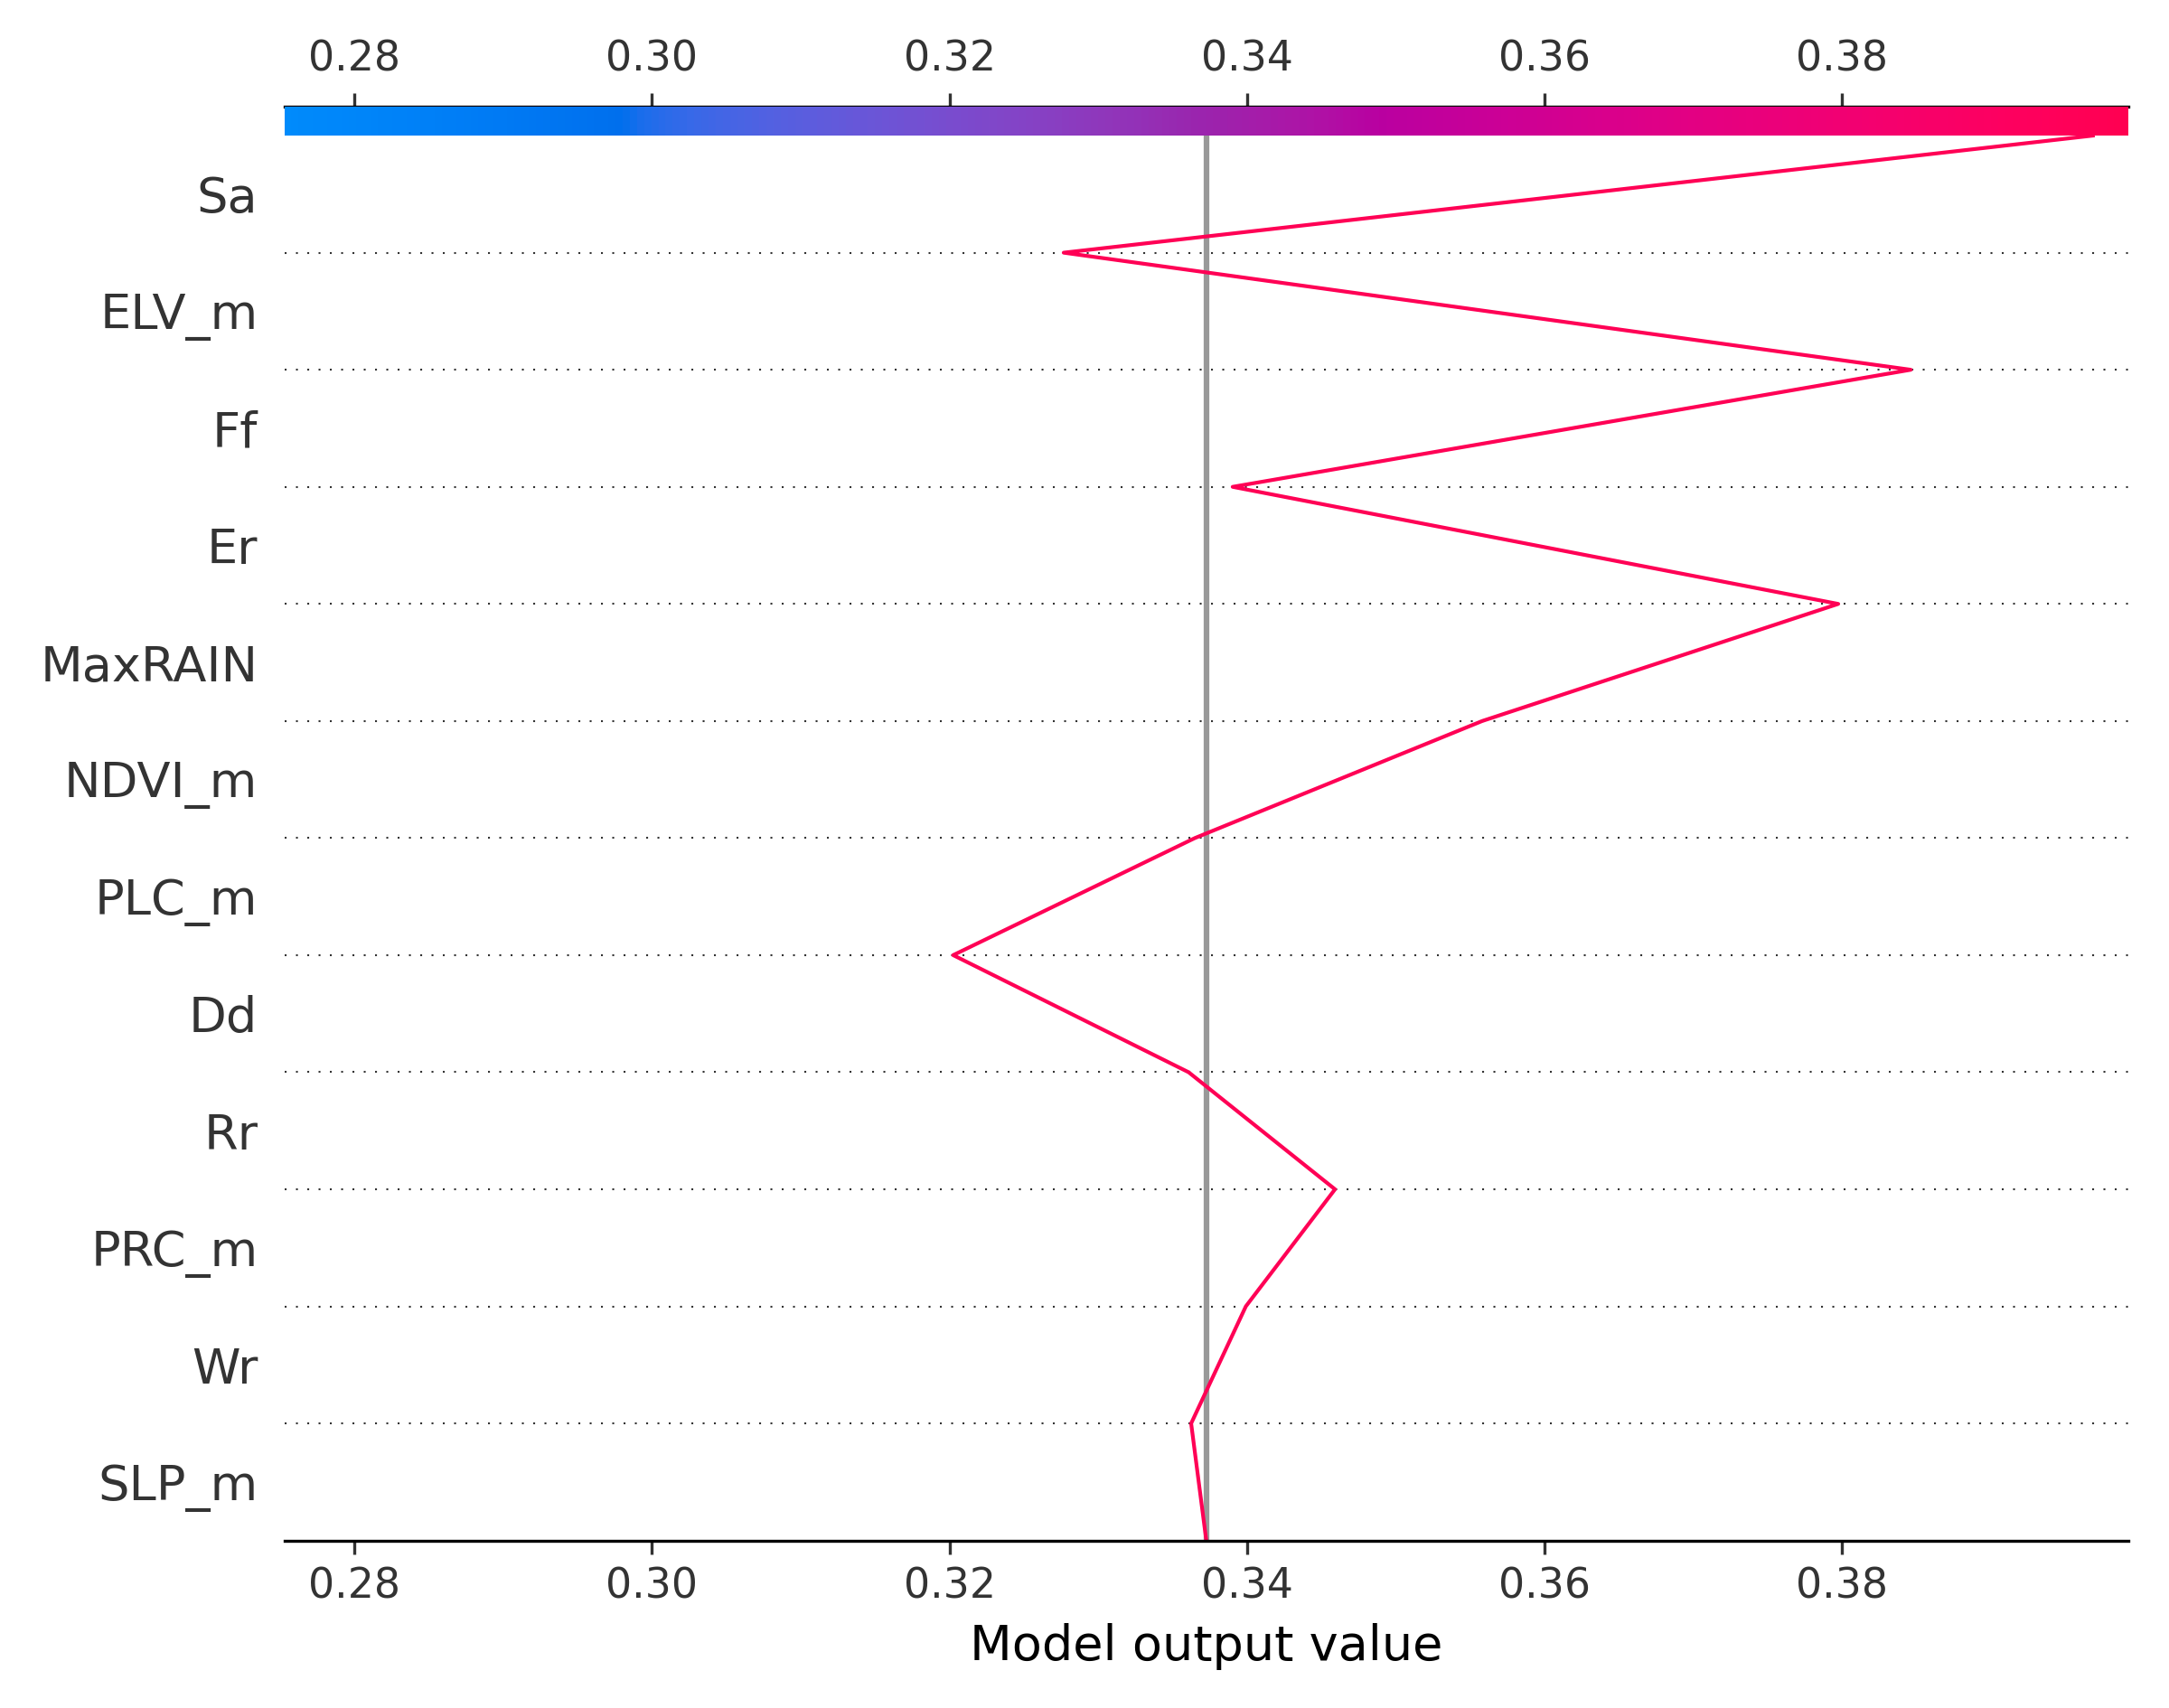 0.28 0.30 0.32 0.34 0.36 0.38
Sa
ELV_m
Ff
Er
MaxRAIN
NDVI_m
PLC_m
Dd
Rr
PRC_m
Wr
SLP_m
0.28 0.30 0.32 0.34 0.36 0.38
Model output value